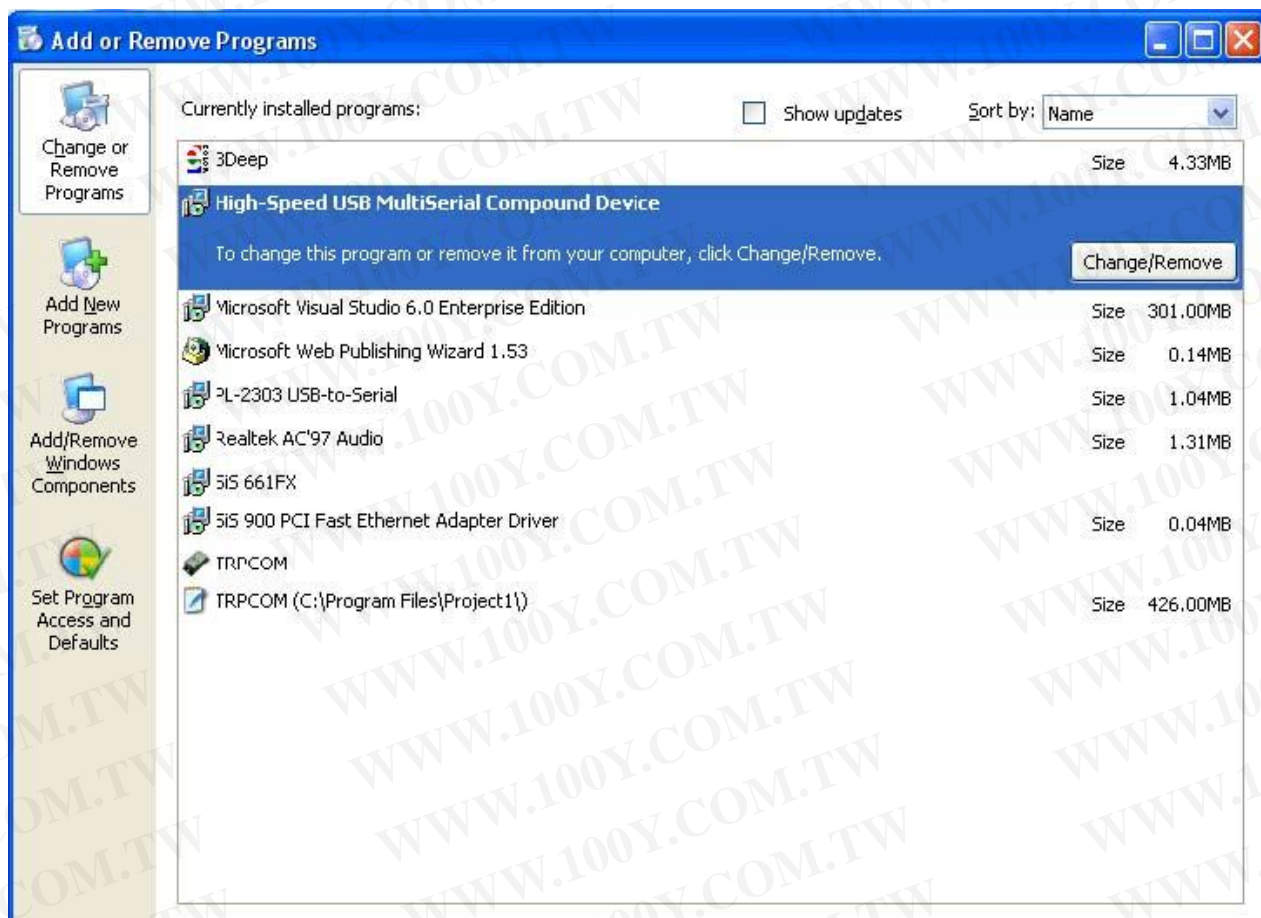 Add or Remove Programs
Change or
Remove
Programs
Add New
Programs
Add/Remove
Windows
Components
Set Program
Access and
Defaults
Currently installed programs:
Show updates
Sort by: Name
3Deep Size 4.33MB
High-Speed USB MultiSerial Compound Device
To change this program or remove it from your computer, click Change/Remove.
Change/Remove
Microsoft Visual Studio 6.0 Enterprise Edition Size 301.00MB
Microsoft Web Publishing Wizard 1.53 Size 0.14MB
PL-2303 USB-to-Serial Size 1.04MB
Realtek AC'97 Audio Size 1.31MB
SiS 661FX
SiS 900 PCI Fast Ethernet Adapter Driver Size 0.04MB
TRPCOM
TRPCOM (C:\Program Files\Project1\) Size 426.00MB
WWW.100Y.COM.TW